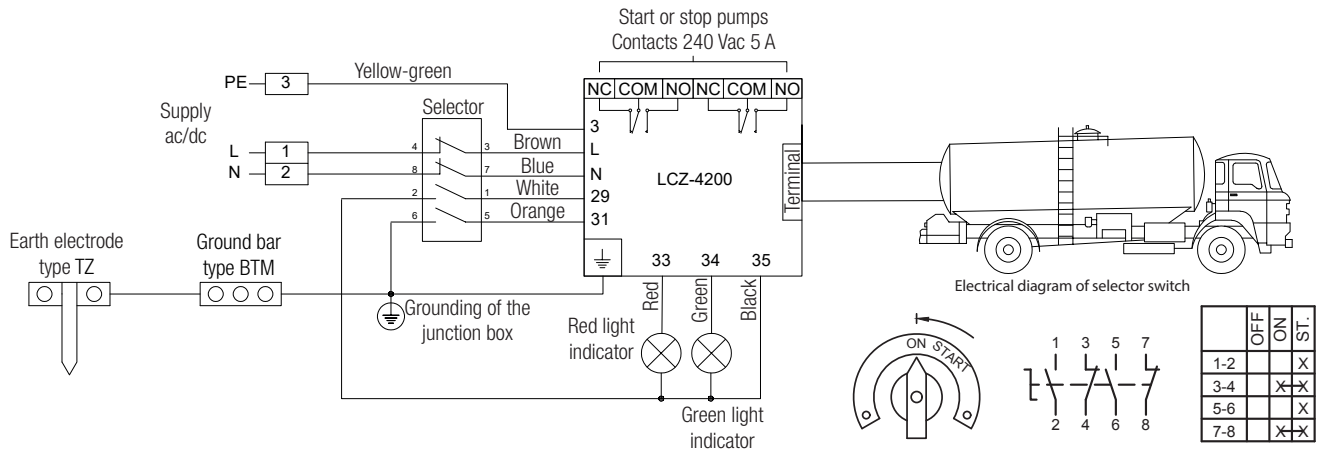 Start or stop pumps
Contacts 240 Vac 5 A
NC COM NO NC COM NO
PE 3 Yellow-green
Supply
ac/dc
L 1
N 2
Selector
4 3 Brown
8 7 Blue
2 1 White
6 5 Orange
3
L
N
29
31
LCZ-4200
Terminal
33 34 35
Red
Green
Black
Earth electrode
type TZ
Ground bar
type BTM
Grounding of the
junction box
Red light
indicator
Green light
indicator
Electrical diagram of selector switch
ON START
1 3 5 7
2 4 6 8
OFF ON ST.
1-2 X
3-4 X X
5-6 X
7-8 X X